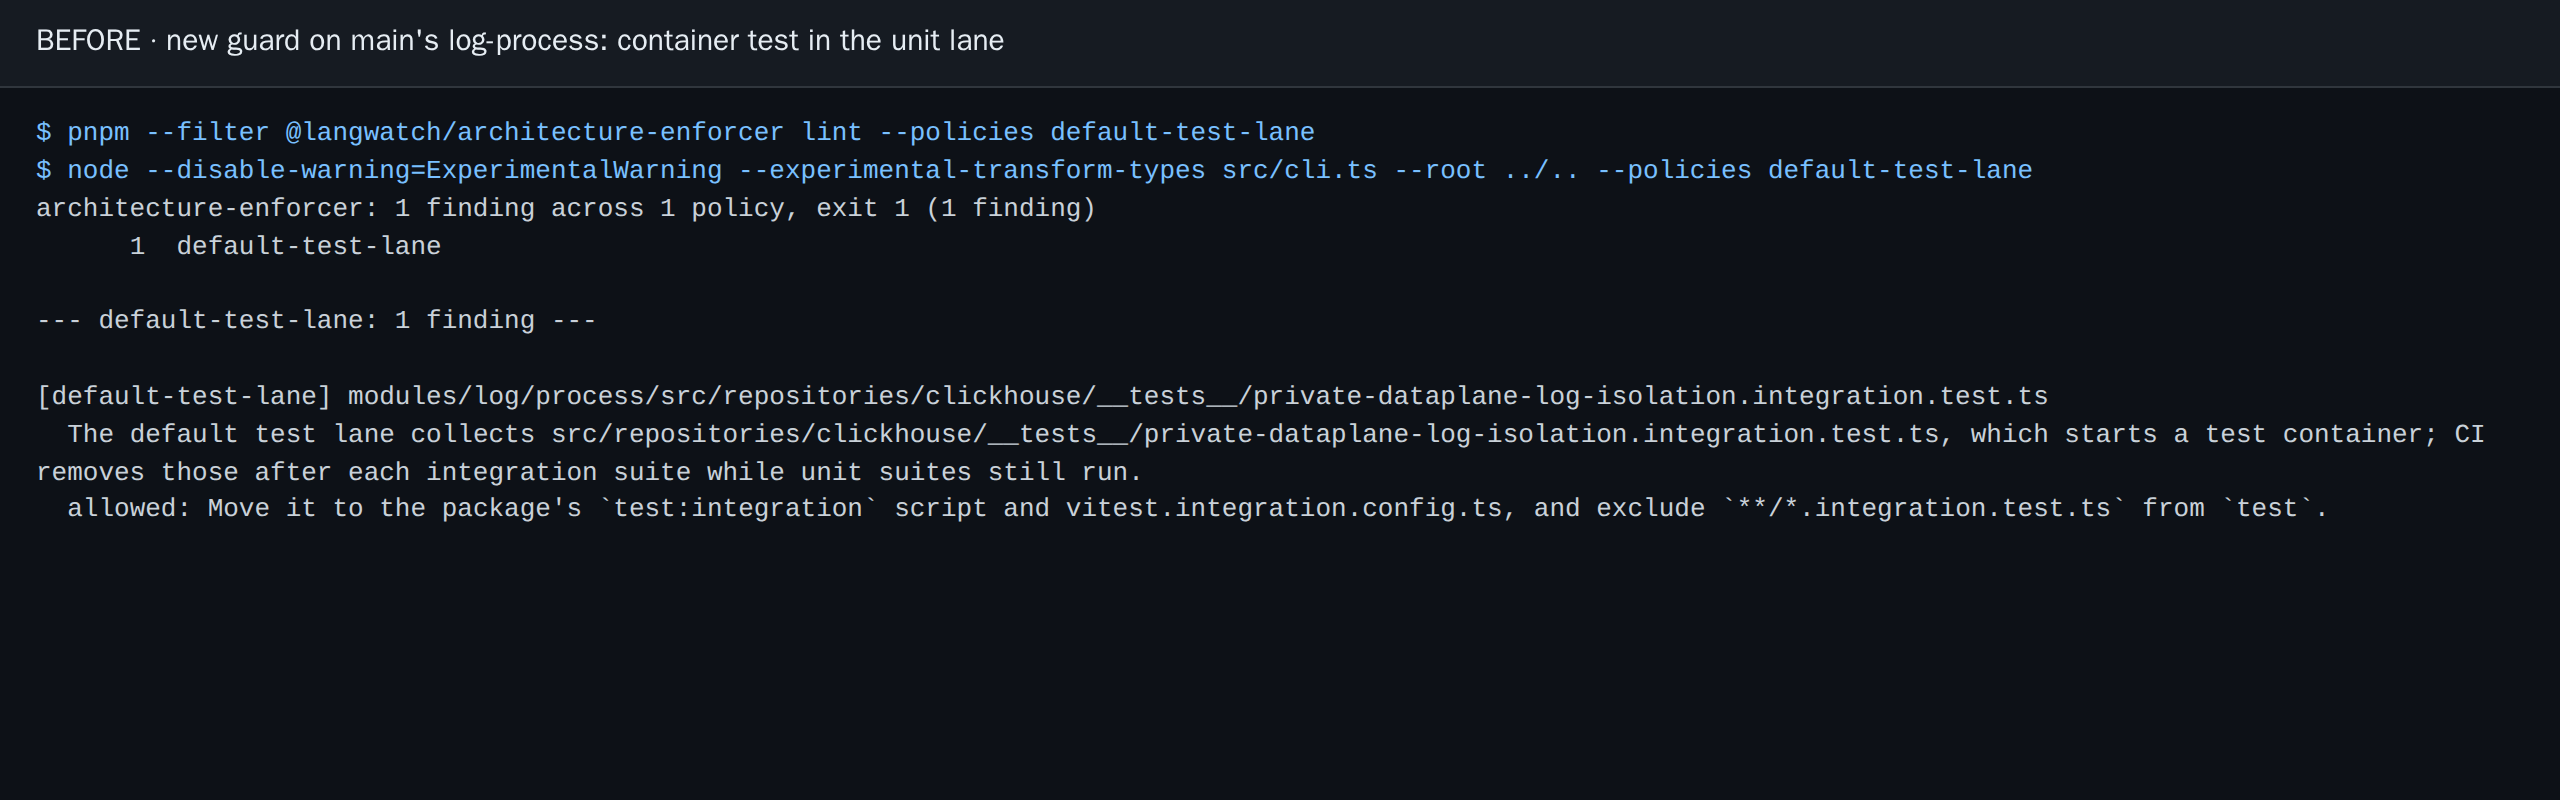 BEFORE · new guard on main's log-process: container test in the unit lane
$ pnpm --filter @langwatch/architecture-enforcer lint --policies default-test-lane
$ node --disable-warning=ExperimentalWarning --experimental-transform-types src/cli.ts --root ../.. --policies default-test-lane
architecture-enforcer: 1 finding across 1 policy, exit 1 (1 finding)
      1  default-test-lane
--- default-test-lane: 1 finding ---
[default-test-lane] modules/log/process/src/repositories/clickhouse/__tests__/private-dataplane-log-isolation.integration.test.ts
  The default test lane collects src/repositories/clickhouse/__tests__/private-dataplane-log-isolation.integration.test.ts, which starts a test container; CI
removes those after each integration suite while unit suites still run.
  allowed: Move it to the package's `test:integration` script and vitest.integration.config.ts, and exclude `**/*.integration.test.ts` from `test`.